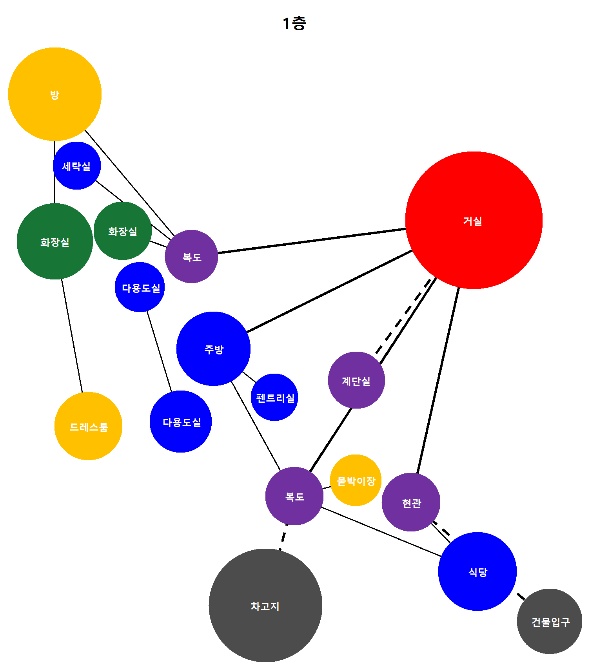 1층
방
세탁실
거실
화장실
화장실
복도
다용도실
주방
계단실
펜트리실
드레스룸
다용도실
붙박이장
복도
현관
식당
차고지
건물입구